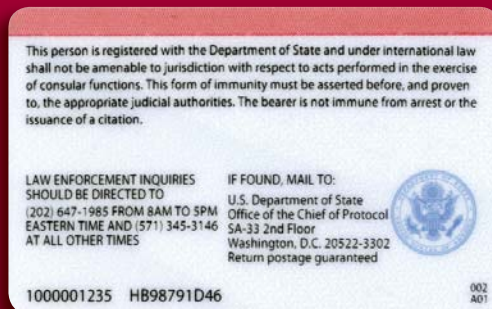 This person is registered with the Department of State and under international law
shall not be amenable to jurisdiction with respect to acts performed in the exercise
of consular functions. This form of immunity must be asserted before, and proven
to, the appropriate judicial authorities. The bearer is not immune from arrest or the
issuance of a citation.
LAW ENFORCEMENT INQUIRIES
SHOULD BE DIRECTED TO
(202) 647-1985 FROM 8AM TO 5PM
EASTERN TIME AND (571) 345-3146
AT ALL OTHER TIMES
IF FOUND, MAIL TO:
U.S. Department of State
Office of the Chief of Protocol
SA-33 2nd Floor
Washington, D.C. 20522-3302
Return postage guaranteed
1000001235 HB98791D46
002
A01